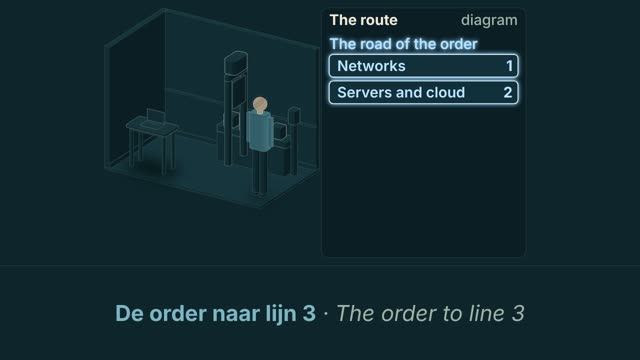 The route diagram
The road of the order
Networks 1
Servers and cloud 2
De order naar lijn 3 · The order to line 3